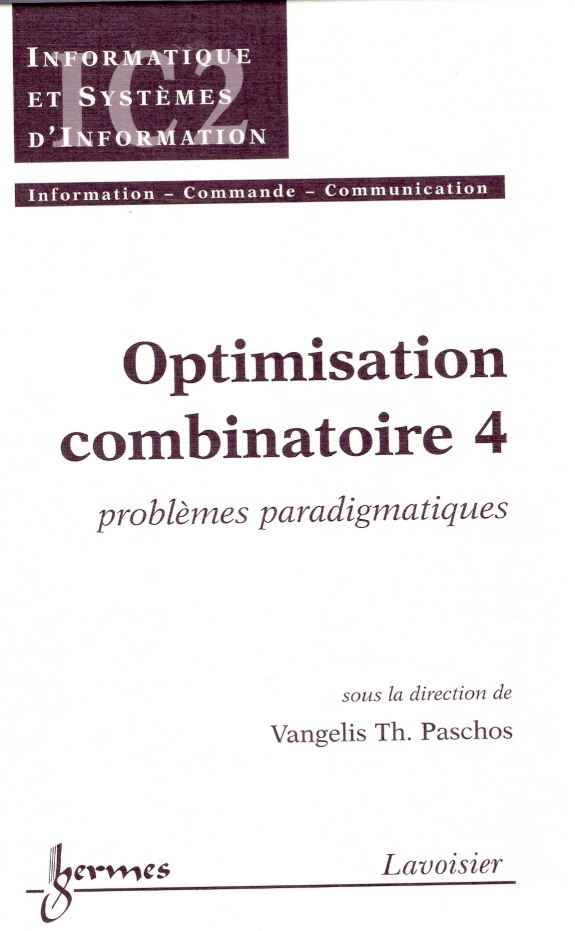 IC2
INFORMATIQUE
ET SYSTÈMES
D'INFORMATION
Information – Commande – Communication
Optimisation
combinatoire 4
problèmes paradigmatiques
sous la direction de
Vangelis Th. Paschos
hermes
Lavoisier